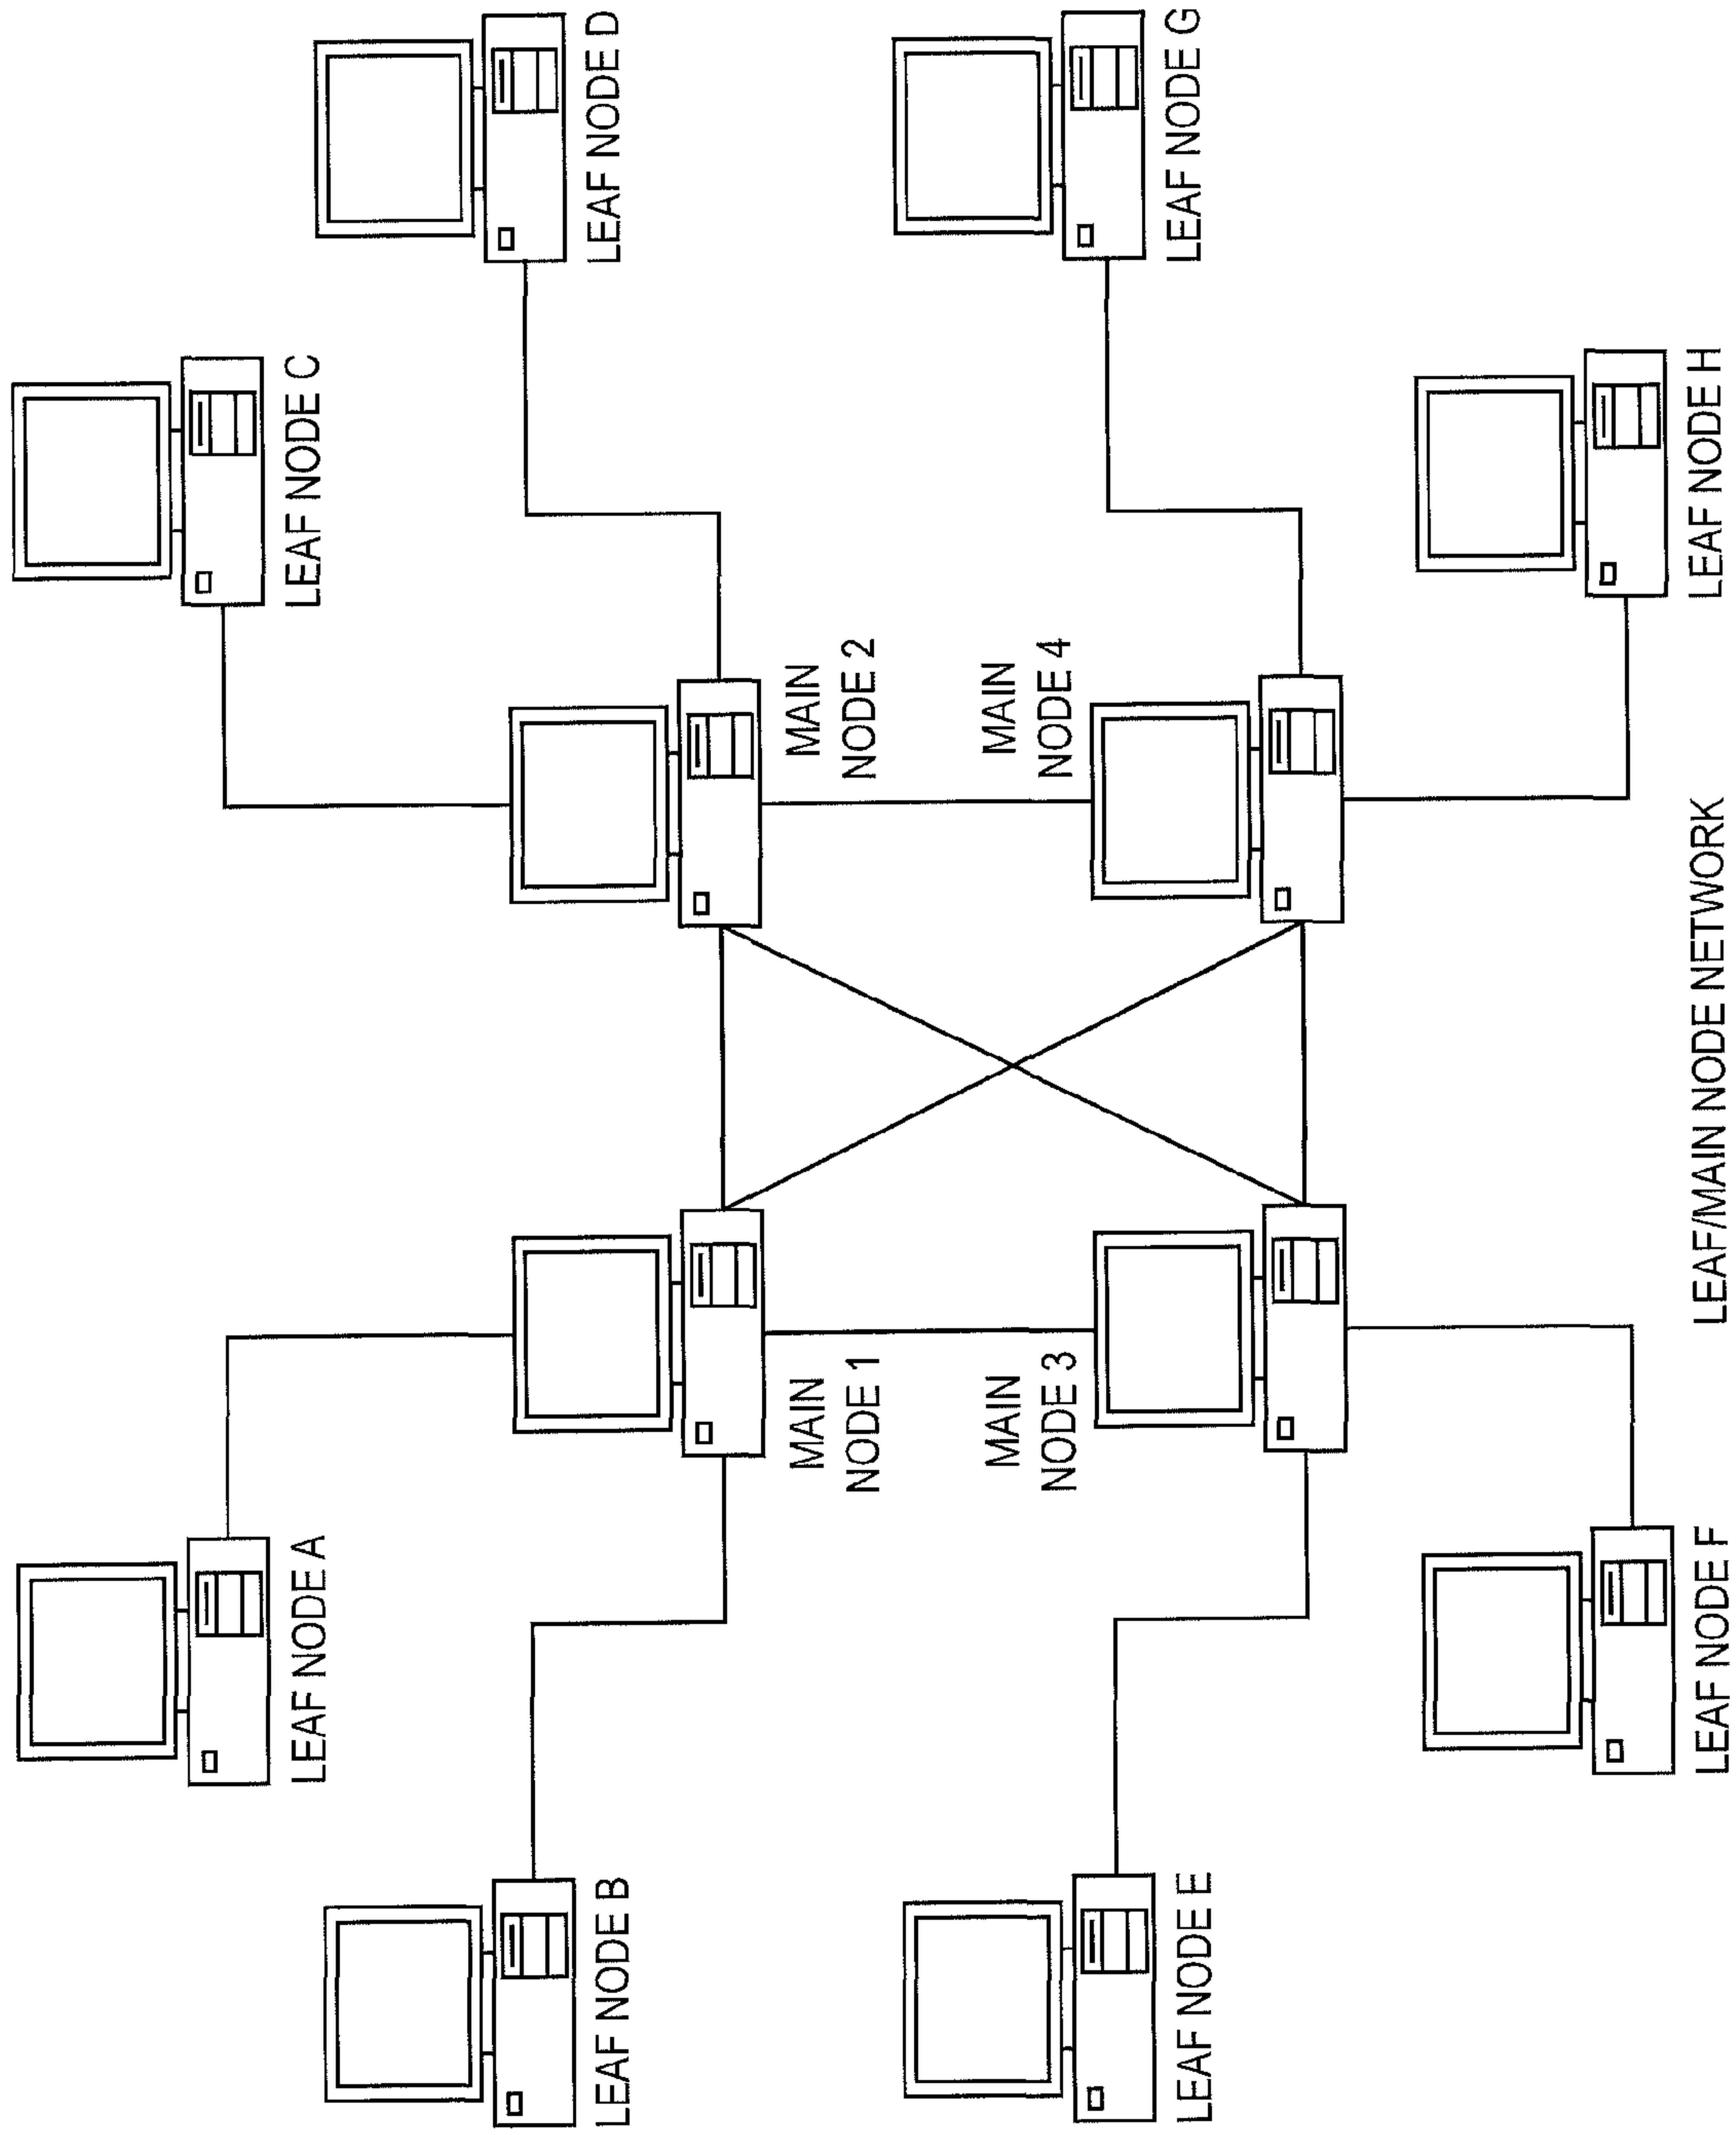 LEAF NODE A
LEAF NODE C
LEAF NODE B
LEAF NODE D
MAIN
NODE 1
MAIN
NODE 2
MAIN
NODE 3
MAIN
NODE 4
LEAF NODE E
LEAF NODE G
LEAF NODE F
LEAF NODE H
LEAF/MAIN NODE NETWORK